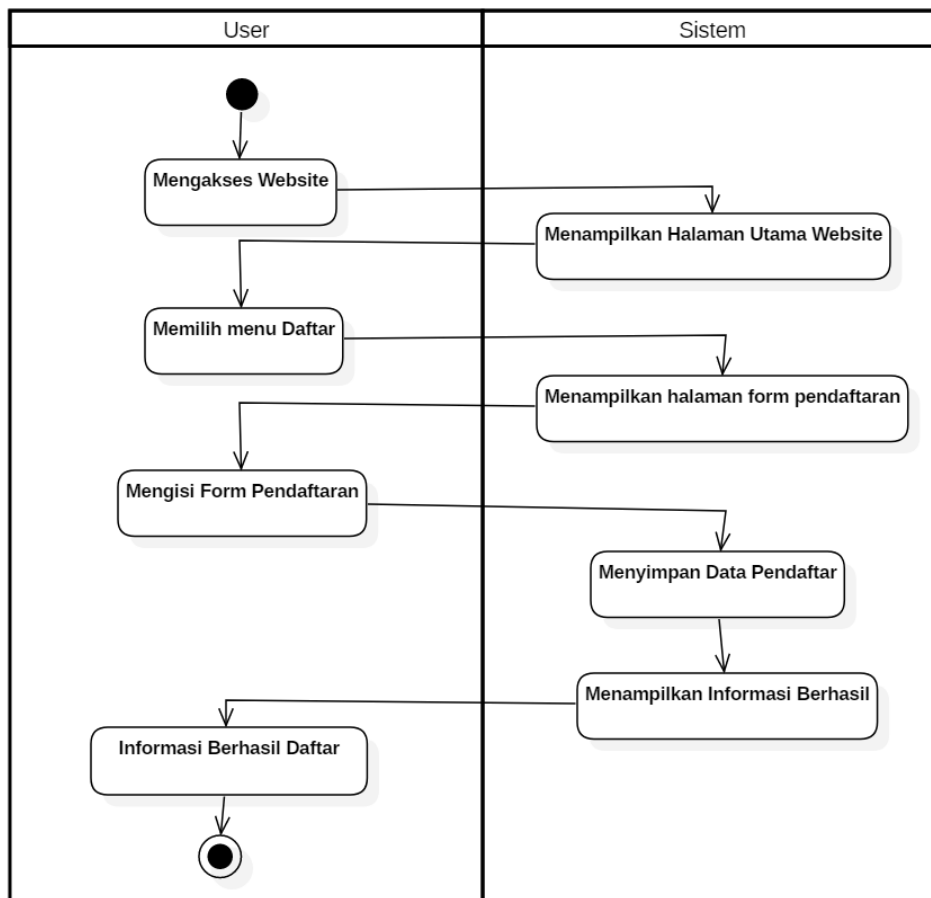 User
Sistem
Mengakses Website
Menampilkan Halaman Utama Website
Memilih menu Daftar
Menampilkan halaman form pendaftaran
Mengisi Form Pendaftaran
Menyimpan Data Pendaftar
Menampilkan Informasi Berhasil
Informasi Berhasil Daftar